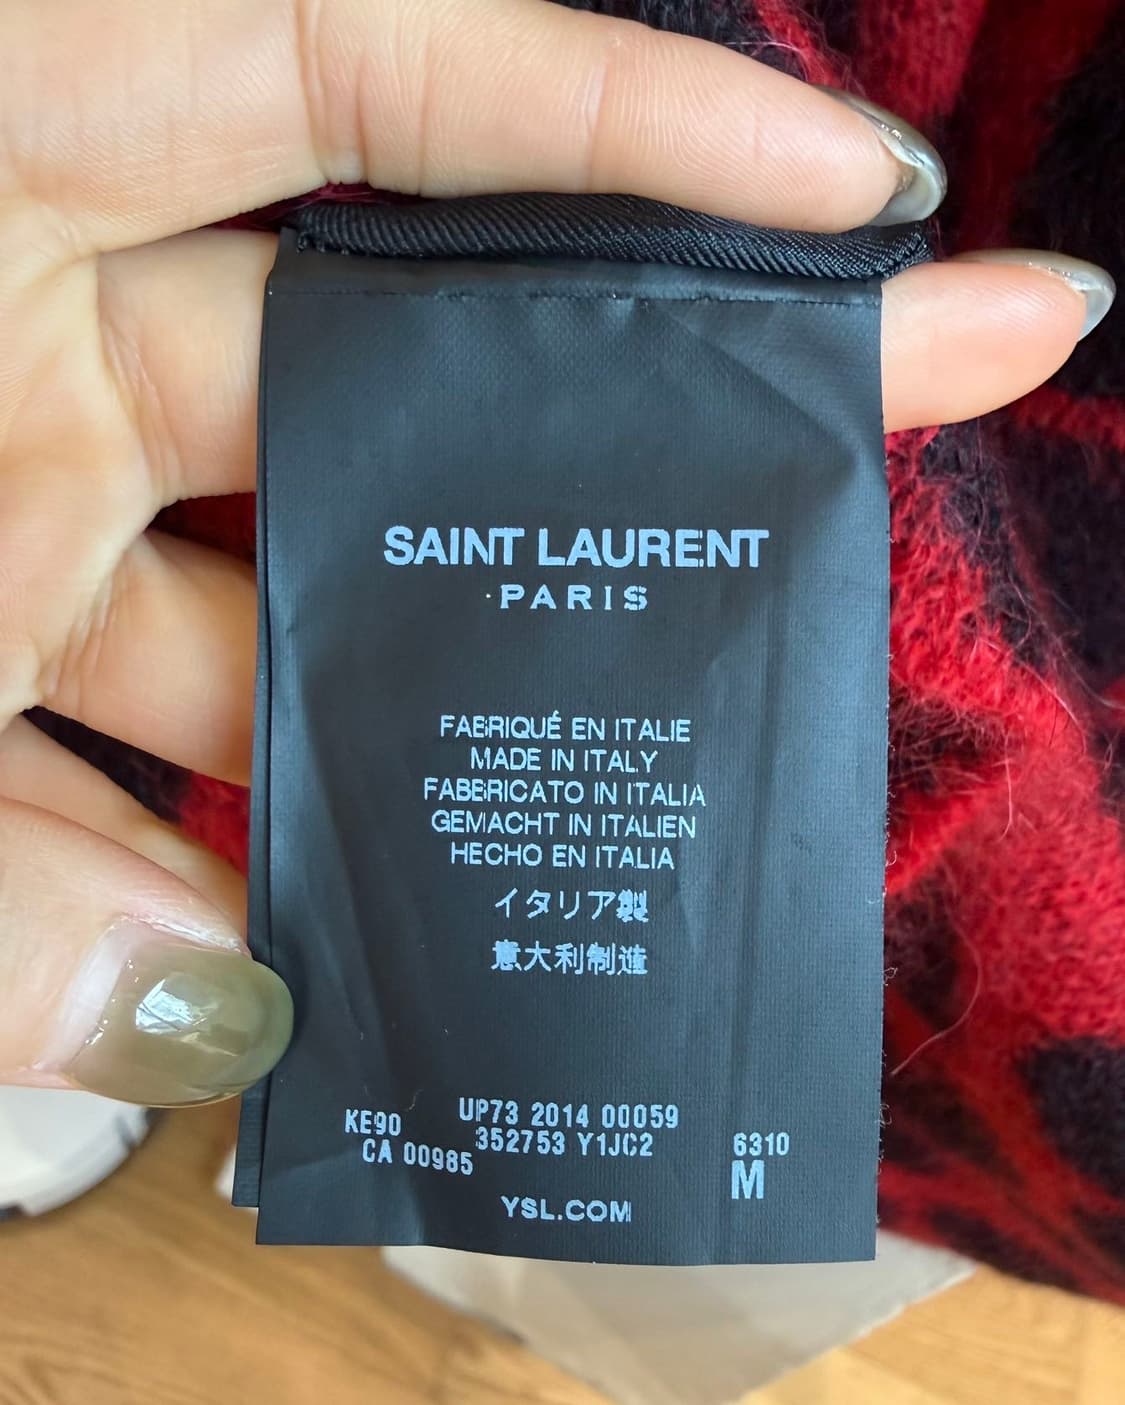 SAINT LAURENT
PARIS
FABRIQUÉ EN ITALIE
MADE IN ITALY
FABBRICATO IN ITALIA
GEMACHT IN ITALIEN
HECHO EN ITALIA
イタリア製
意大利制造
KE90 UP73 2014 00059
CA 00985 352753 Y1JC2 6310
M
YSL.COM